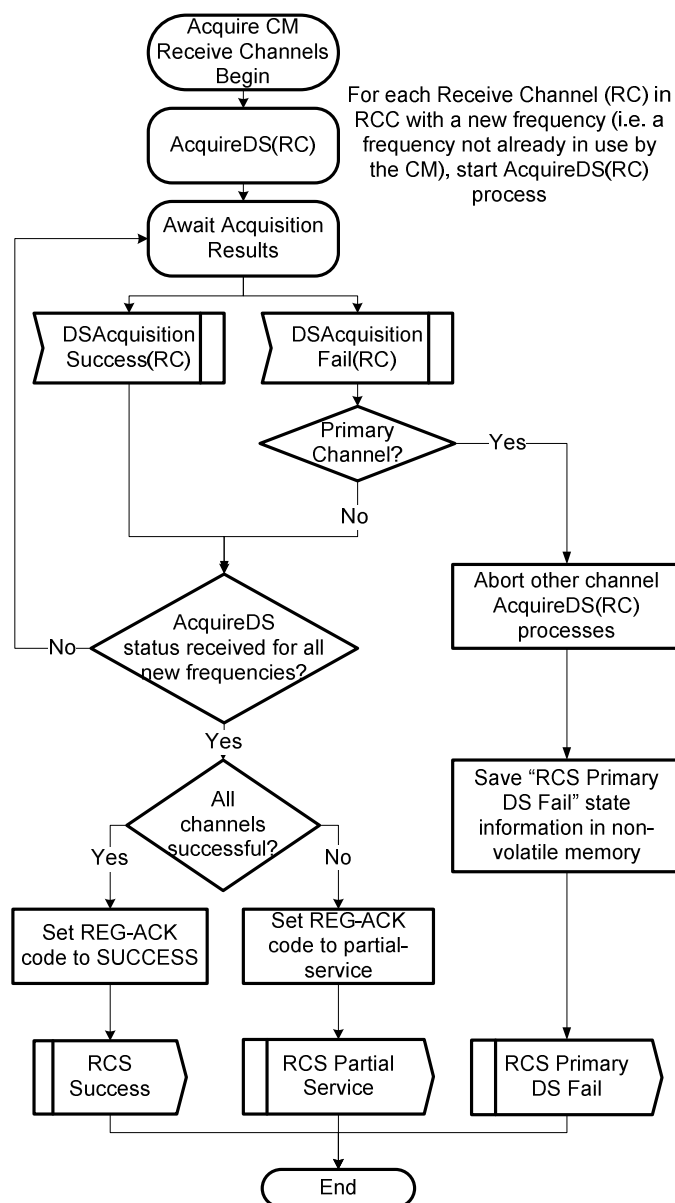 Acquire CM
Receive Channels
Begin
For each Receive Channel (RC) in
RCC with a new frequency (i.e. a
frequency not already in use by
the CM), start AcquireDS(RC)
process
AcquireDS(RC)
Await Acquisition
Results
DSAcquisition
Success(RC)
DSAcquisition
Fail(RC)
Primary
Channel?
Yes
No
Abort other channel
AcquireDS(RC)
processes
AcquireDS
status received for all
new frequencies?
No
Yes
Save “RCS Primary
DS Fail” state
information in non-
volatile memory
All
channels
successful?
Yes
No
Set REG-ACK
code to SUCCESS
Set REG-ACK
code to partial-
service
RCS
Success
RCS Partial
Service
RCS Primary
DS Fail
End